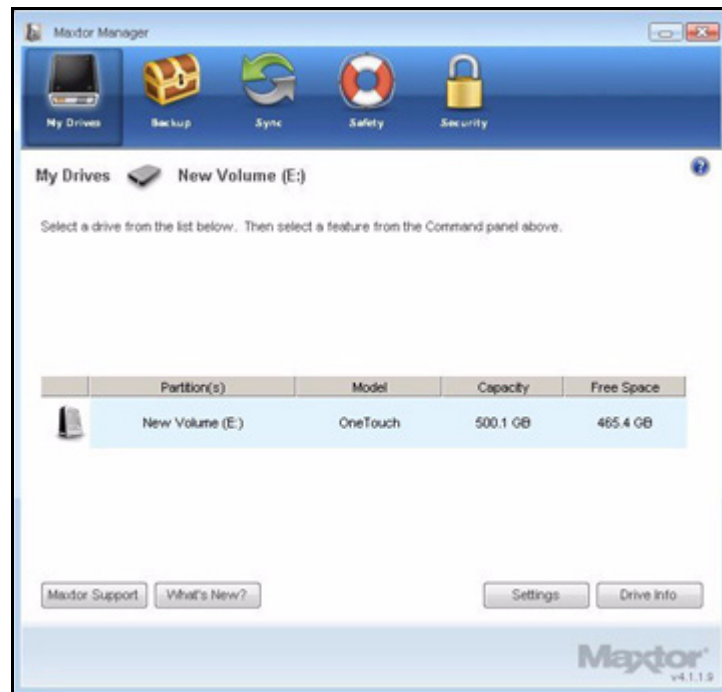 Maxtor Manager
My Drives Backup Sync Safety Security
My Drives New Volume (E:)
?
Select a drive from the list below. Then select a feature from the Command panel above.
Partition(s) Model Capacity Free Space
New Volume (E:) OneTouch 500.1 GB 465.4 GB
Maxtor Support What's New? Settings Drive Info
Maxtor
v4.1.1.9